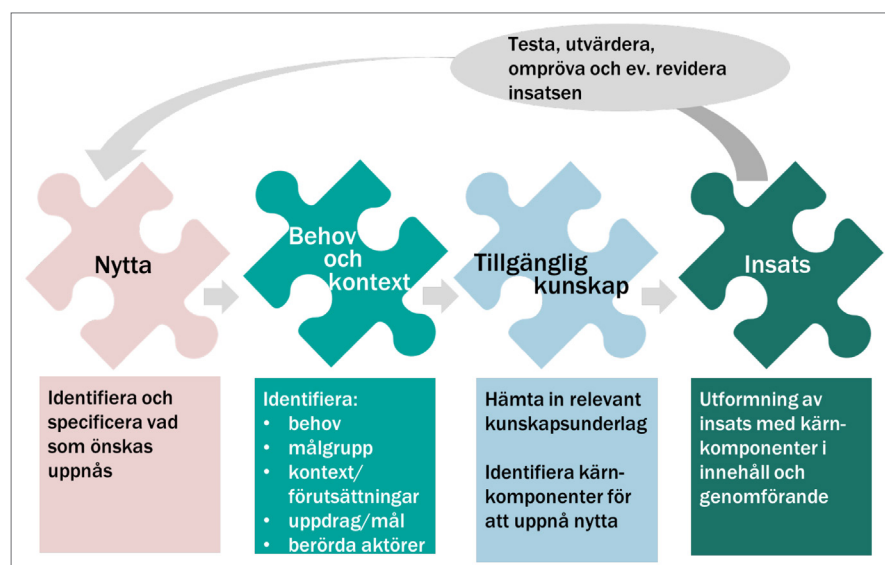 Testa, utvärdera,
ompröva och ev. revidera
insatsen
Nytta
Behov
och
kontext
Tillgänglig
kunskap
Insats
Identifiera och
specificera vad
som önskas
uppnås
Identifiera:
• behov
• målgrupp
• kontext/
förutsättningar
• uppdrag/mål
• berörda aktörer
Hämta in relevant
kunskapsunderlag
Identifiera kärn-
komponenter för
att uppnå nytta
Utformning av
insats med kärn-
komponenter i
innehåll och
genomförande